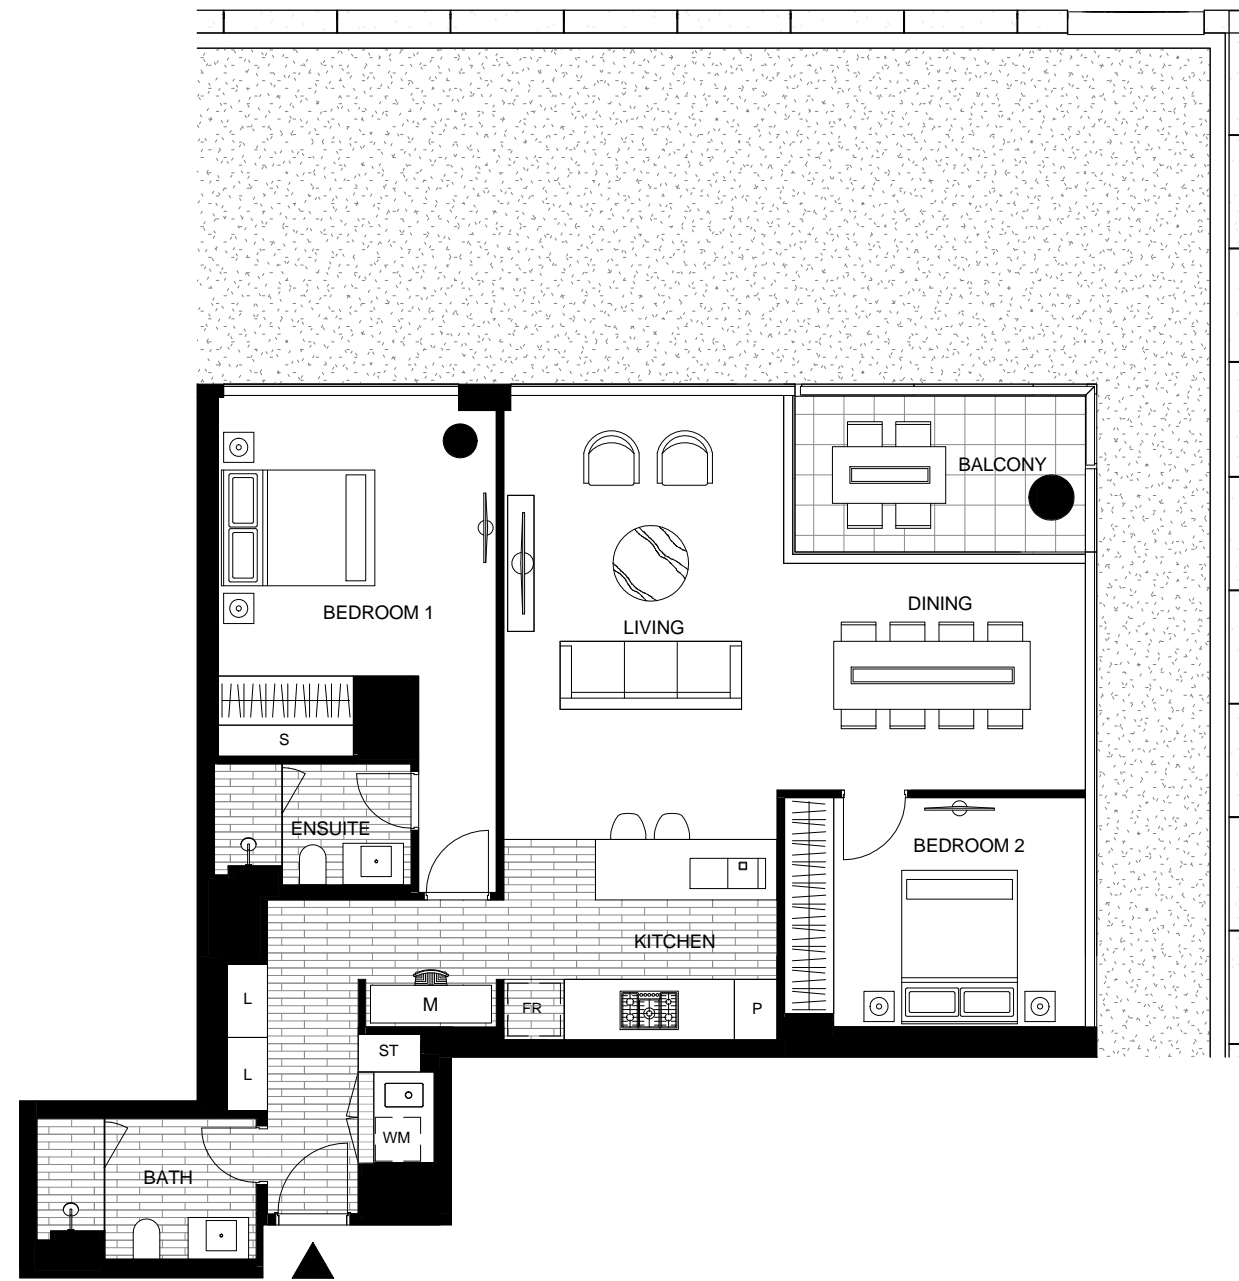 BALCONY
DINING
BEDROOM 1
LIVING
S
ENSUITE
BEDROOM 2
KITCHEN
L
M
FR
P
ST
L
WM
BATH